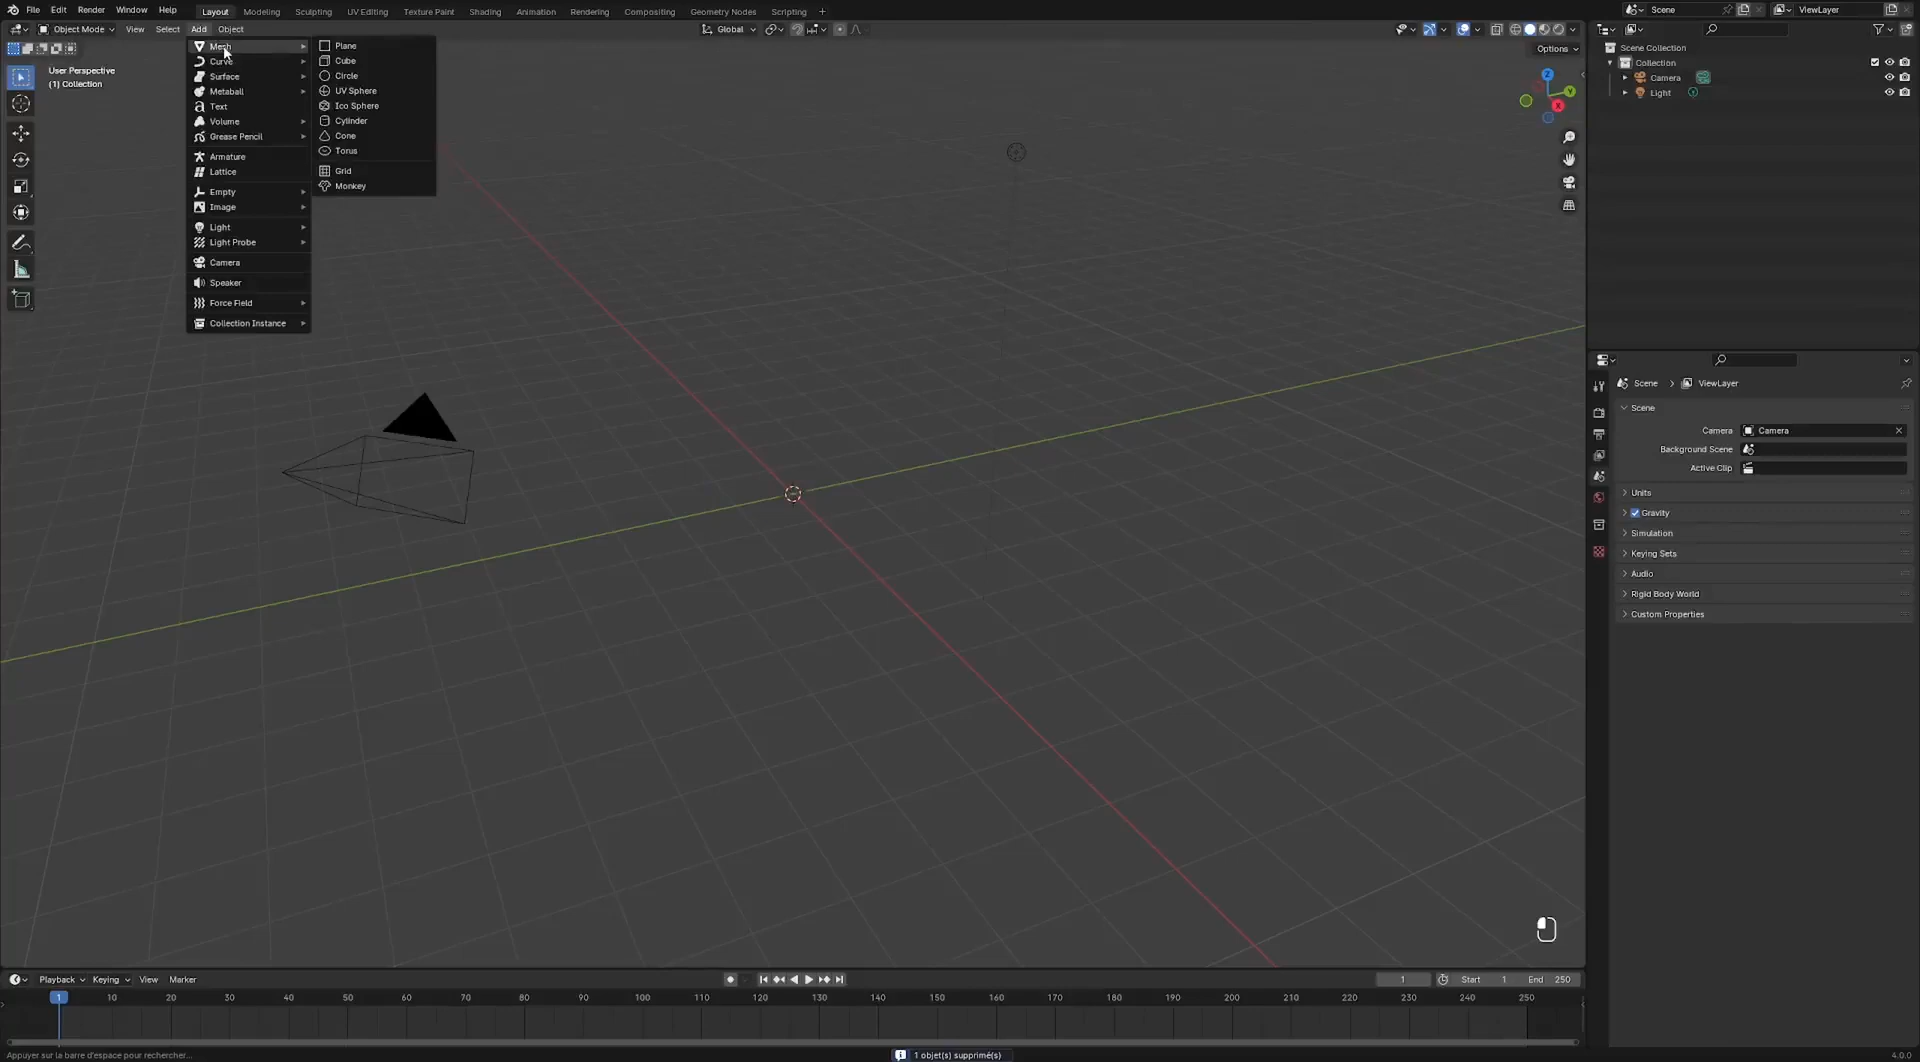 File Edit Render Window Help Layout Modeling Sculpting UV Editing Texture Paint Shading Animation Rendering Compositing Geometry Nodes Scripting + Scene ViewLayer
Object Mode View Select Add Object Global
Options
User Perspective
(1) Collection
Mesh
Curve
Surface
Metaball
Text
Volume
Grease Pencil
Armature
Lattice
Empty
Image
Light
Light Probe
Camera
Speaker
Force Field
Collection Instance
Plane
Cube
Circle
UV Sphere
Ico Sphere
Cylinder
Cone
Torus
Grid
Monkey
Z
Y
X
Scene Collection
Collection
Camera
Light
Scene > ViewLayer
Scene
Camera Camera
Background Scene
Active Clip
Units
Gravity
Simulation
Keying Sets
Audio
Rigid Body World
Custom Properties
Playback Keying View Marker 1 Start 1 End 250
1 10 20 30 40 50 60 70 80 90 100 110 120 130 140 150 160 170 180 190 200 210 220 230 240 250
Appuyer sur la barre d'espace pour rechercher... 1 objet(s) supprimé(s) 4.0.0